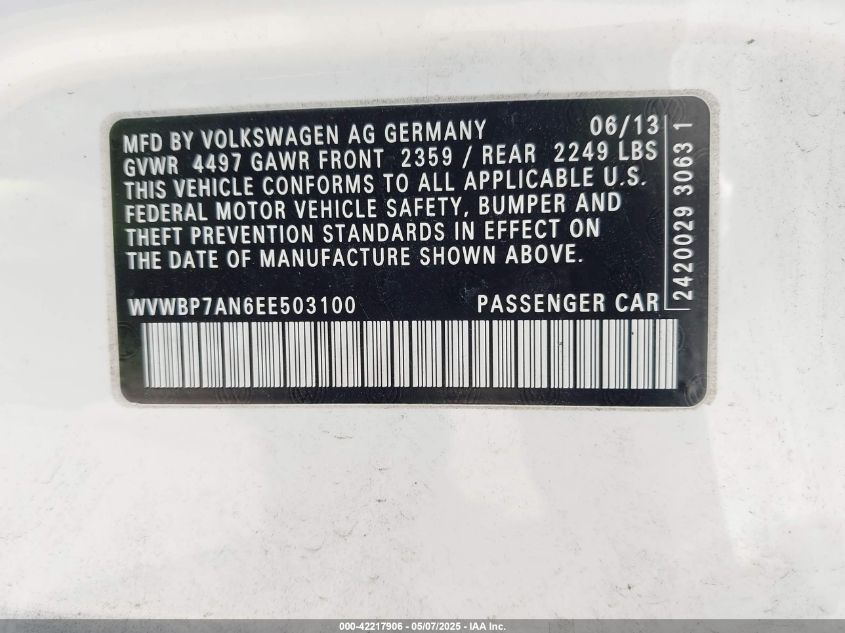 MFD BY VOLKSWAGEN AG GERMANY 06/13
GVWR 4497 GAWR FRONT 2359 / REAR 2249 LBS
THIS VEHICLE CONFORMS TO ALL APPLICABLE U.S.
FEDERAL MOTOR VEHICLE SAFETY, BUMPER AND
THEFT PREVENTION STANDARDS IN EFFECT ON
THE DATE OF MANUFACTURE SHOWN ABOVE.
WVWBP7AN6EE503100 PASSENGER CAR
2420029 3063 1
000-42217906 - 05/07/2025 - IAA Inc.